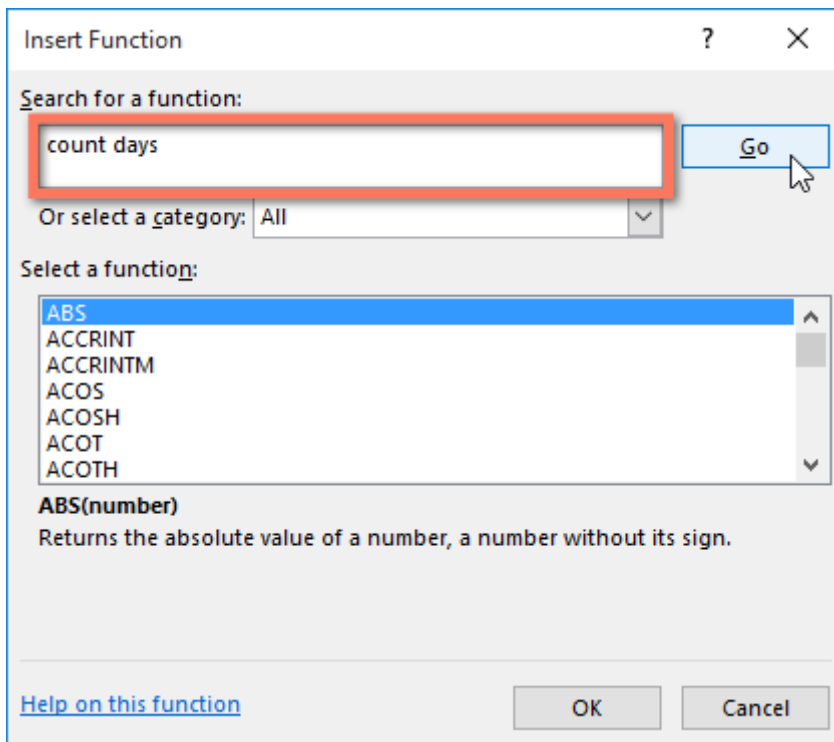 Insert Function ?
Search for a function:
count days
Go
Or select a category: All
Select a function:
ABS
ACCRINT
ACCRINTM
ACOS
ACOSH
ACOT
ACOTH
ABS(number)
Returns the absolute value of a number, a number without its sign.
Help on this function
OK Cancel